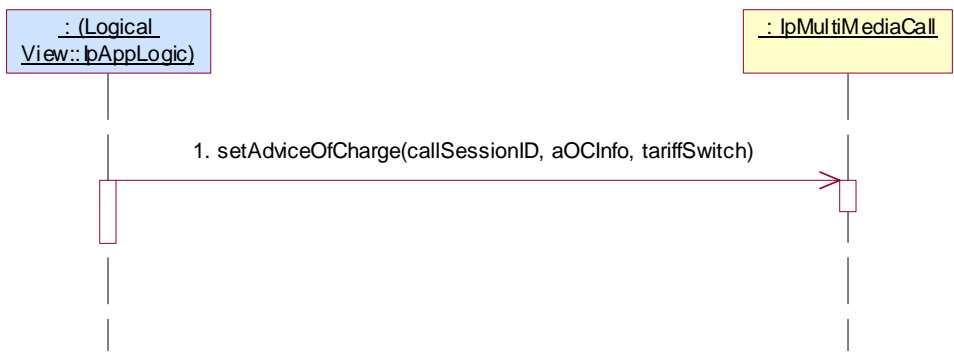 : (Logical
View::IpAppLogic)
: IpMultiMediaCall
1. setAdviceOfCharge(callSessionID, aOCInfo, tariffSwitch)